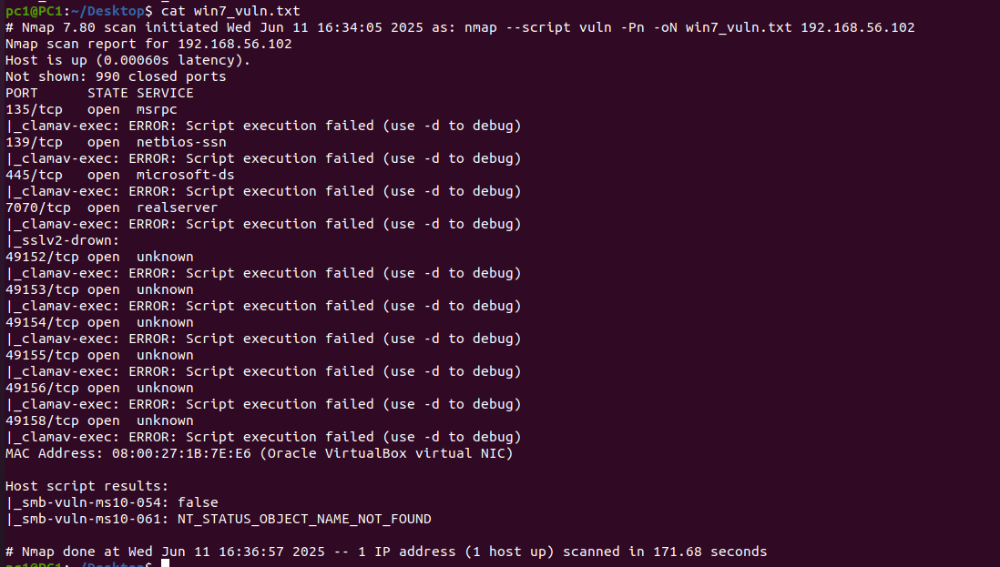 pc1@PC1:~/Desktop$ cat win7_vuln.txt
# Nmap 7.80 scan initiated Wed Jun 11 16:34:05 2025 as: nmap --script vuln -Pn -oN win7_vuln.txt 192.168.56.102
Nmap scan report for 192.168.56.102
Host is up (0.00060s latency).
Not shown: 990 closed ports
PORT      STATE SERVICE
135/tcp   open  msrpc
|_clamav-exec: ERROR: Script execution failed (use -d to debug)
139/tcp   open  netbios-ssn
|_clamav-exec: ERROR: Script execution failed (use -d to debug)
445/tcp   open  microsoft-ds
|_clamav-exec: ERROR: Script execution failed (use -d to debug)
7070/tcp  open  realserver
|_clamav-exec: ERROR: Script execution failed (use -d to debug)
|_sslv2-drown:
49152/tcp open  unknown
|_clamav-exec: ERROR: Script execution failed (use -d to debug)
49153/tcp open  unknown
|_clamav-exec: ERROR: Script execution failed (use -d to debug)
49154/tcp open  unknown
|_clamav-exec: ERROR: Script execution failed (use -d to debug)
49155/tcp open  unknown
|_clamav-exec: ERROR: Script execution failed (use -d to debug)
49156/tcp open  unknown
|_clamav-exec: ERROR: Script execution failed (use -d to debug)
49158/tcp open  unknown
|_clamav-exec: ERROR: Script execution failed (use -d to debug)
MAC Address: 08:00:27:1B:7E:E6 (Oracle VirtualBox virtual NIC)

Host script results:
|_smb-vuln-ms10-054: false
|_smb-vuln-ms10-061: NT_STATUS_OBJECT_NAME_NOT_FOUND

# Nmap done at Wed Jun 11 16:36:57 2025 -- 1 IP address (1 host up) scanned in 171.68 seconds
pc1@PC1:~/Desktop$